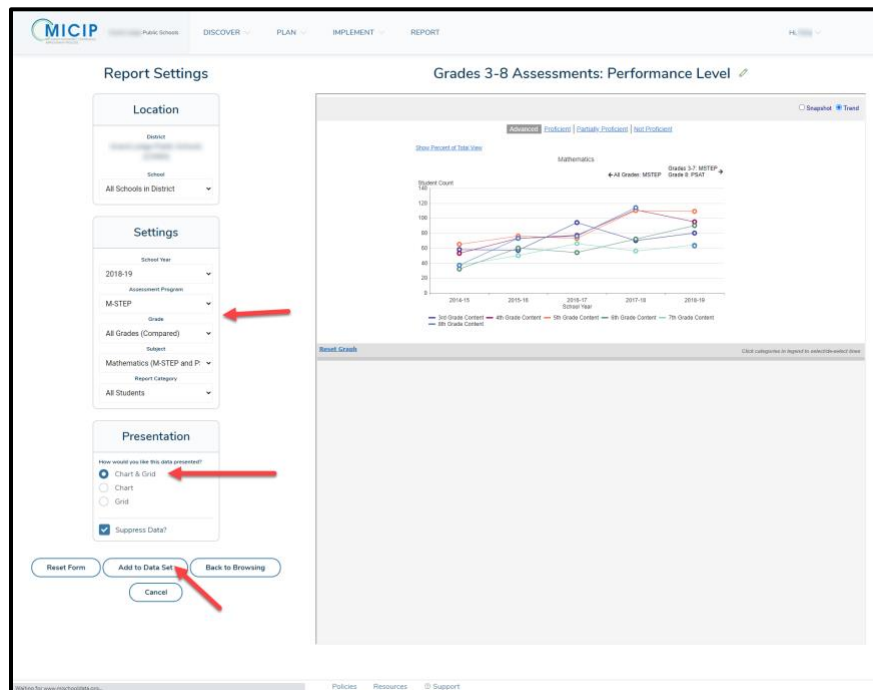 MICIP
Public Schools
DISCOVER
PLAN
IMPLEMENT
REPORT
Hi,
Report Settings
Location
District
School
All Schools in District
Settings
School Year
2018-19
Assessment Program
M-STEP
Grade
All Grades (Compared)
Subject
Mathematics (M-STEP and P:
Report Category
All Students
Presentation
How would you like this data presented?
Chart & Grid
Chart
Grid
Suppress Data?
Reset Form
Add to Data Set
Back to Browsing
Cancel
Grades 3-8 Assessments: Performance Level
Snapshot Trend
Advanced | Proficient | Partially Proficient | Not Proficient
Show Percent of Total View
Mathematics
←All Grades: MSTEP
Grades 3-7: MSTEP →
Grade 8: PSAT
Student Count
140
120
100
80
60
40
20
0
2014-15 2015-16 2016-17 2017-18 2018-19
School Year
3rd Grade Content 4th Grade Content 5th Grade Content 6th Grade Content 7th Grade Content
8th Grade Content
Reset Graph
Click categories in legend to select/de-select lines
Waiting for www.mischooldata.org...
Policies Resources Support